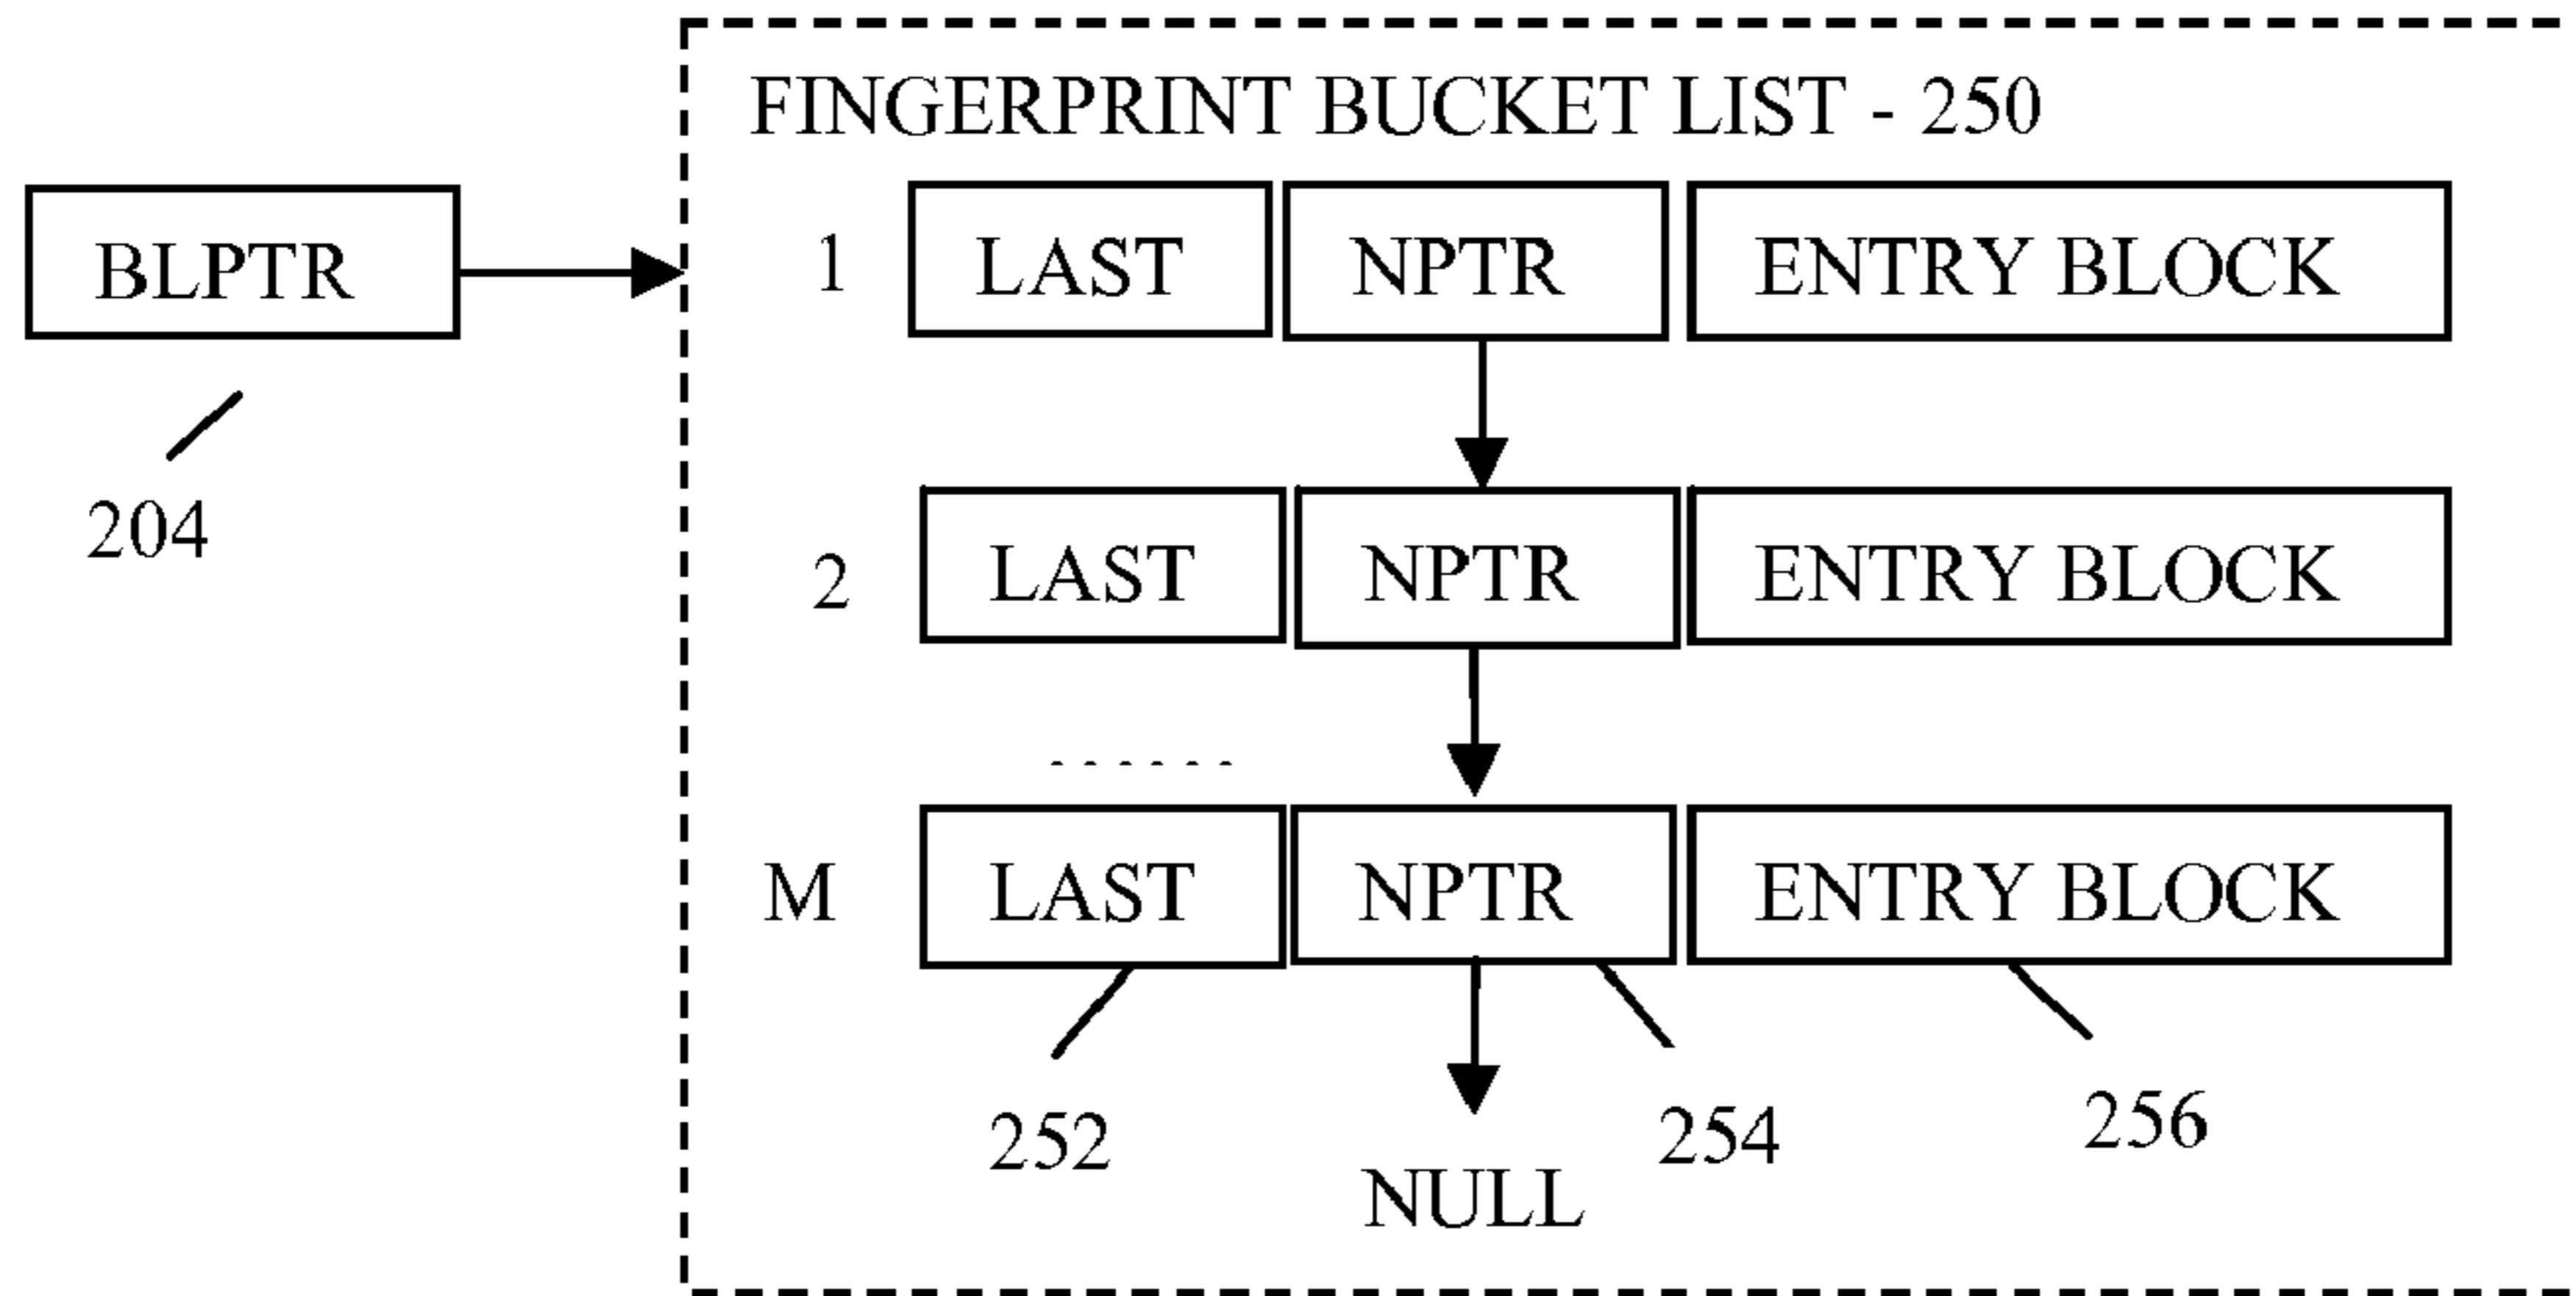 FINGERPRINT BUCKET LIST - 250
BLPTR
1 LAST NPTR ENTRY BLOCK
204
2 LAST NPTR ENTRY BLOCK
......
M LAST NPTR ENTRY BLOCK
252 254 256
NULL